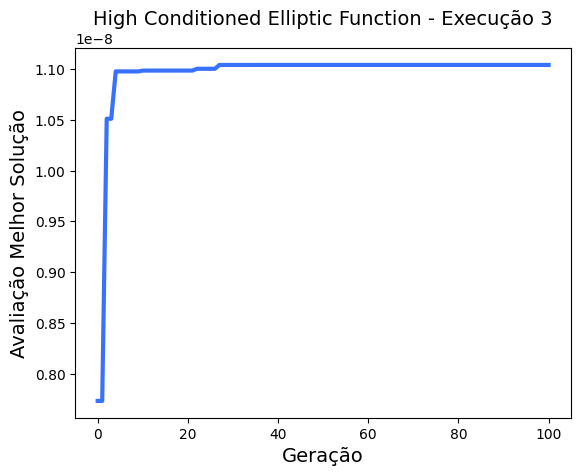 High Conditioned Elliptic Function - Execução 3
1e−8
1.10
1.05
1.00
0.95
0.90
0.85
0.80
Avaliação Melhor Solução
0 20 40 60 80 100
Geração